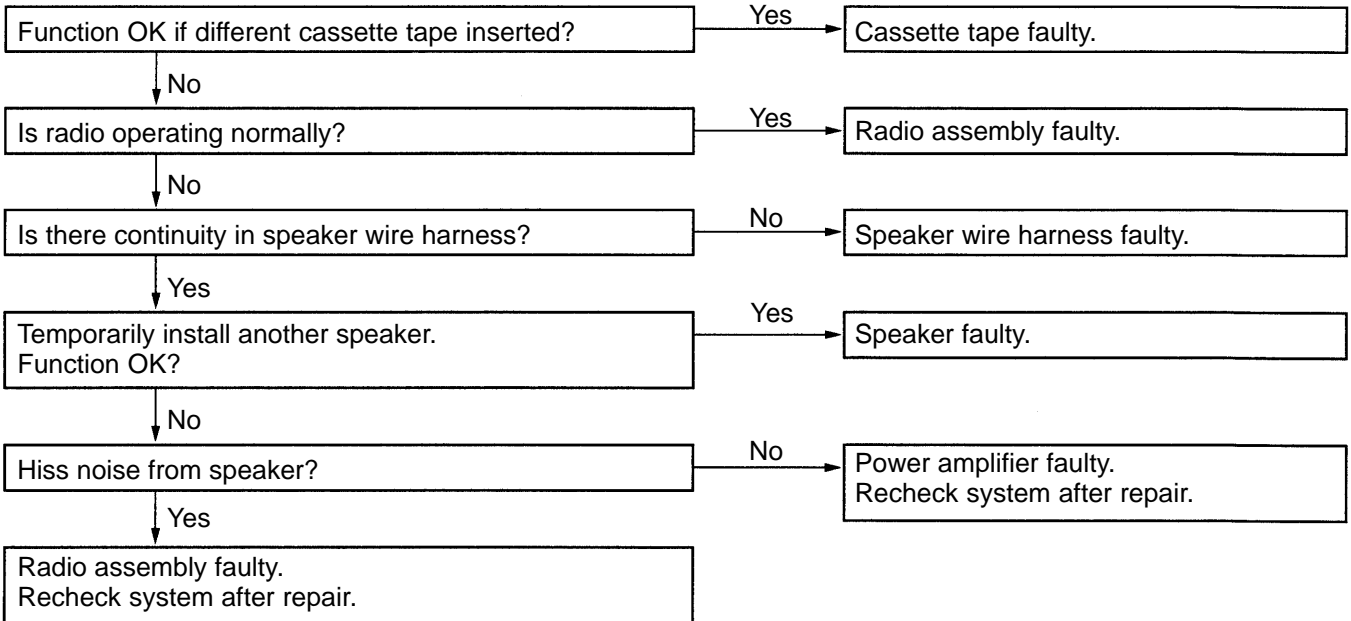 Function OK if different cassette tape inserted?
Yes
Cassette tape faulty.
No
Is radio operating normally?
Yes
Radio assembly faulty.
No
Is there continuity in speaker wire harness?
No
Speaker wire harness faulty.
Yes
Temporarily install another speaker.
Function OK?
Yes
Speaker faulty.
No
Hiss noise from speaker?
No
Power amplifier faulty.
Recheck system after repair.
Yes
Radio assembly faulty.
Recheck system after repair.